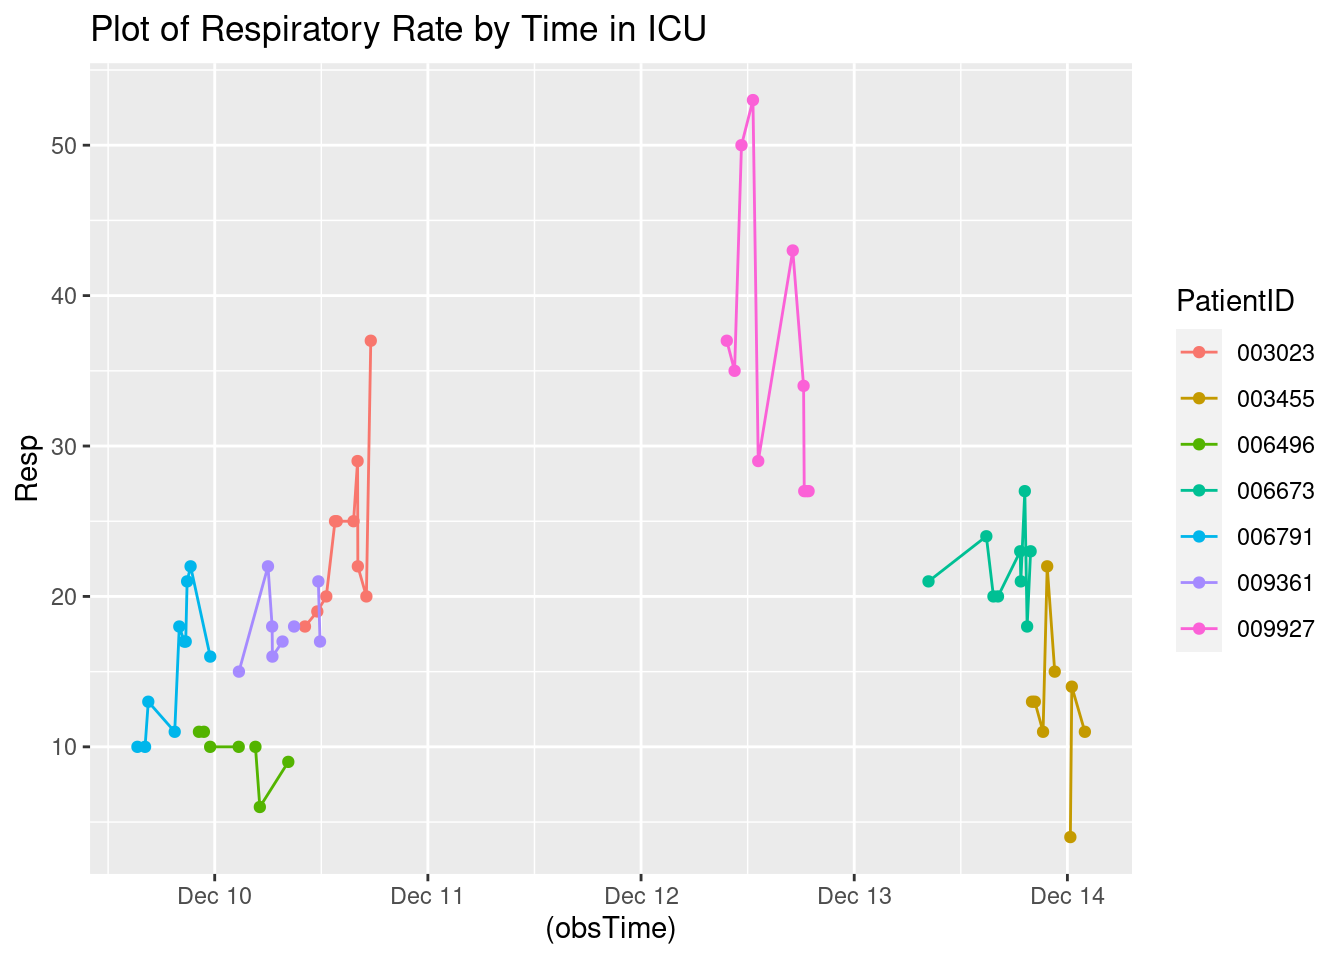 Plot of Respiratory Rate by Time in ICU
Resp
50
40
30
20
10
Dec 10
Dec 11
Dec 12
Dec 13
Dec 14
(obsTime)
PatientID
003023
003455
006496
006673
006791
009361
009927